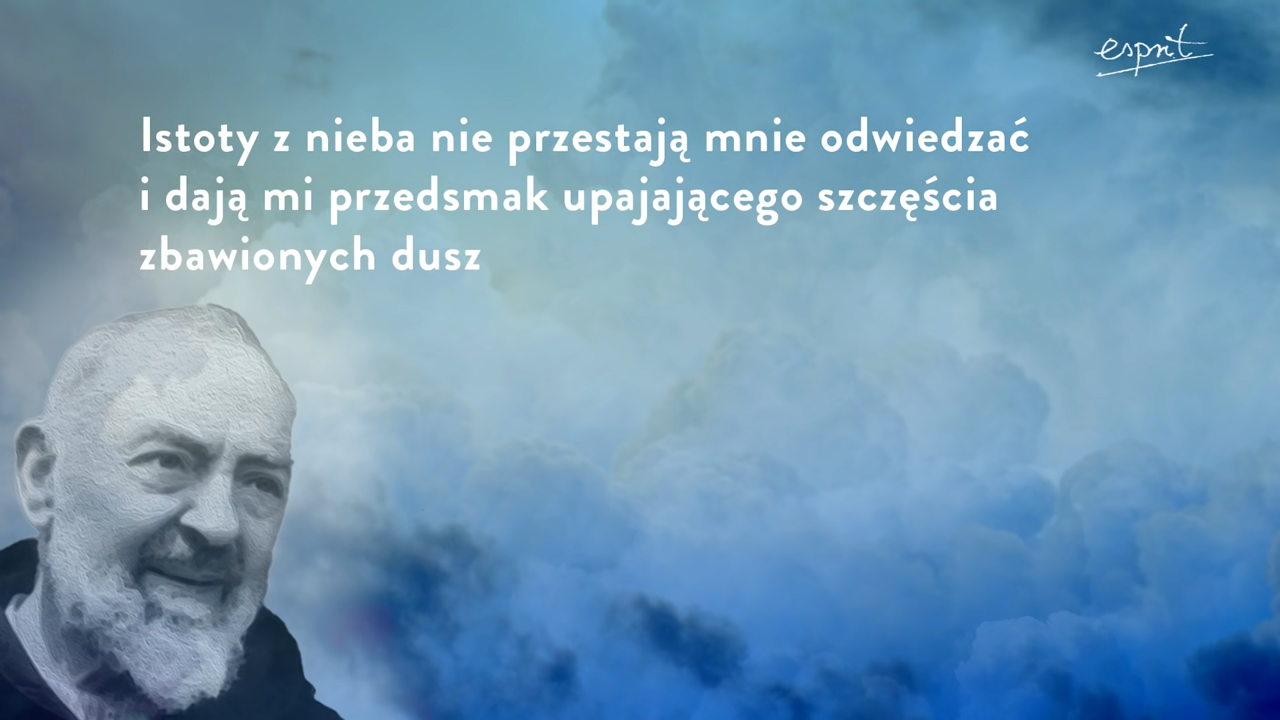 esprit
Istoty z nieba nie przestają mnie odwiedzać
i dają mi przedsmak upajającego szczęścia
zbawionych dusz